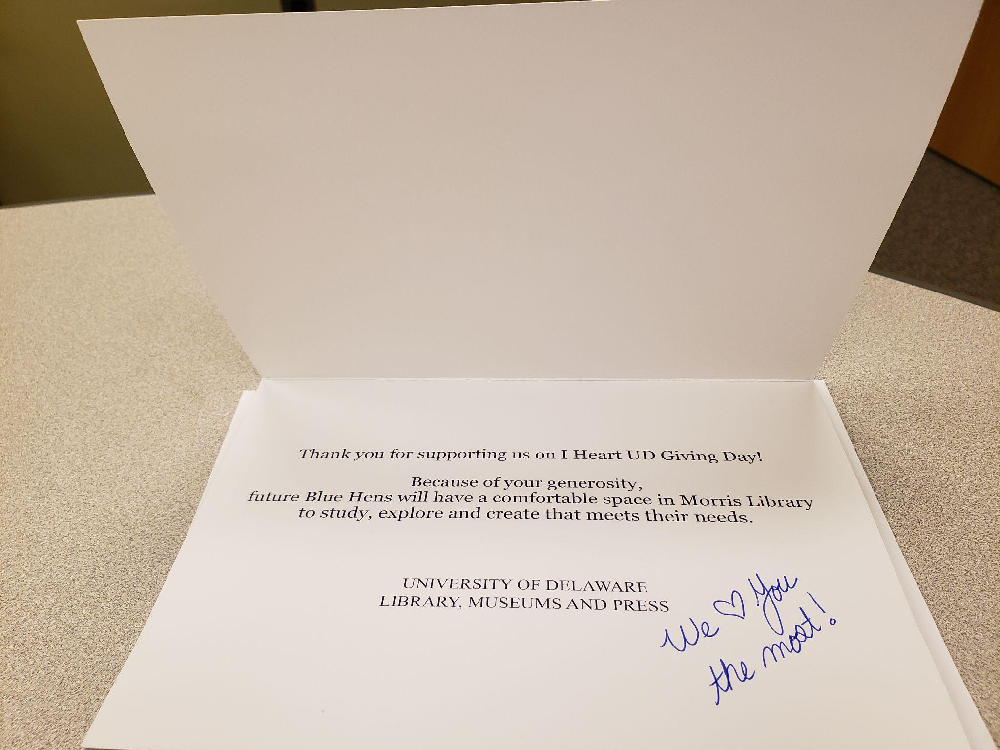 Thank you for supporting us on I Heart UD Giving Day!
Because of your generosity,
future Blue Hens will have a comfortable space in Morris Library
to study, explore and create that meets their needs.
UNIVERSITY OF DELAWARE
LIBRARY, MUSEUMS AND PRESS
We ♡ You
the most!